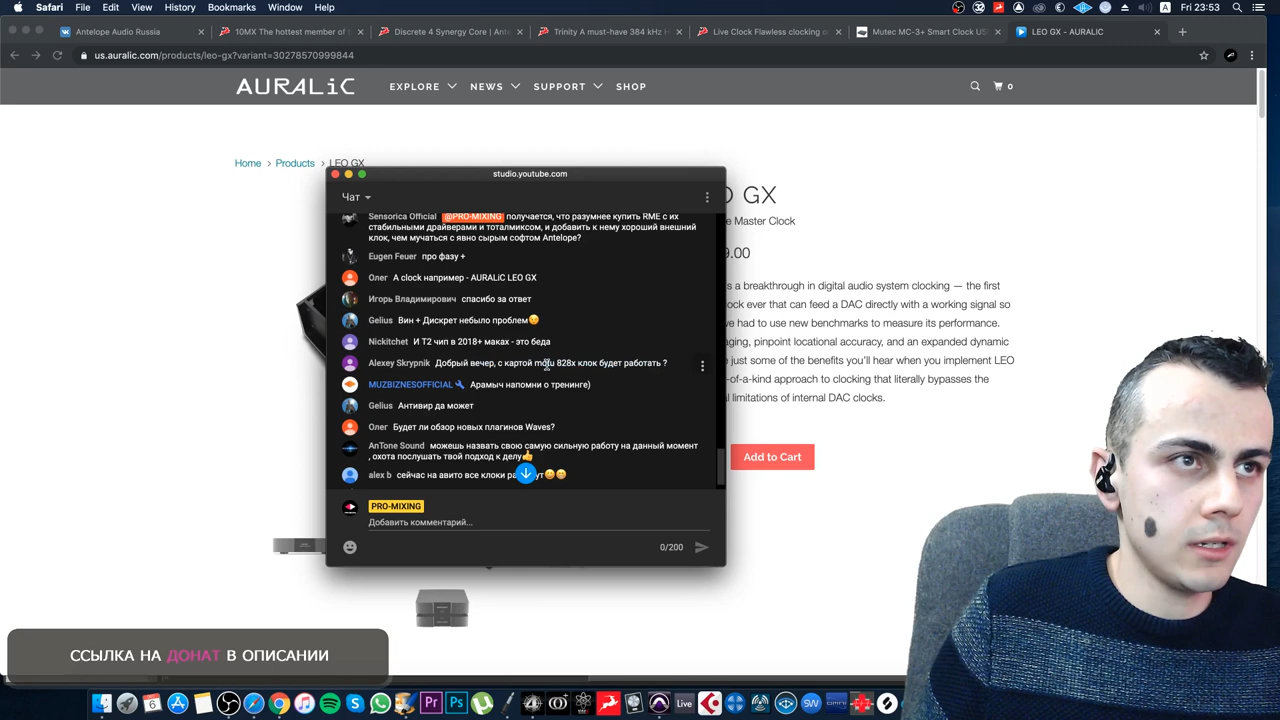 Safari File Edit View History Bookmarks Window Help
Fri 23:53
Antelope Audio Russia
10MX The hottest member of
Discrete 4 Synergy Core | Ante
Trinity A must-have 384 kHz H
Live Clock Flawless clocking o
Mutec MC-3+ Smart Clock US
LEO GX - AURALIC
us.auralic.com/products/leo-gx?variant=30278570999844
AURALiC EXPLORE NEWS SUPPORT SHOP 0
Home > Products > LEO GX
GX
Master Clock
9.00
is a breakthrough in digital audio system clocking — the first
ock ever that can feed a DAC directly with a working signal so
've had to use new benchmarks to measure its performance.
aging, pinpoint locational accuracy, and an expanded dynamic
just some of the benefits you'll hear when you implement LEO
-of-a-kind approach to clocking that literally bypasses the
l limitations of internal DAC clocks.
Add to Cart
studio.youtube.com
Чат
Sensorica Official @PRO-MIXING получается, что разумнее купить RME с их
стабильными драйверами и тоталмиксом, и добавить к нему хороший внешний
клок, чем мучаться с явно сырым софтом Antelope?
Eugen Feuer про фазу +
Олег А clock например - AURALiC LEO GX
Игорь Владимирович спасибо за ответ
Gelius Вин + Дискрет небыло проблем😉
Nickitchet И Т2 чип в 2018+ маках - это беда
Alexey Skrypnik Добрый вечер, с картой motu 828x клок будет работать ?
MUZBIZNESOFFICIAL Арамыч напомни о тренинге)
Gelius Антивир да может
Олег Будет ли обзор новых плагинов Waves?
AnTone Sound можешь назвать свою самую сильную работу на данный момент
, охота послушать твой подход к делу👍
alex b сейчас на авито все клоки ра ут😊😊
PRO-MIXING
Добавить комментарий...
0/200
ССЫЛКА НА ДОНАТ В ОПИСАНИИ